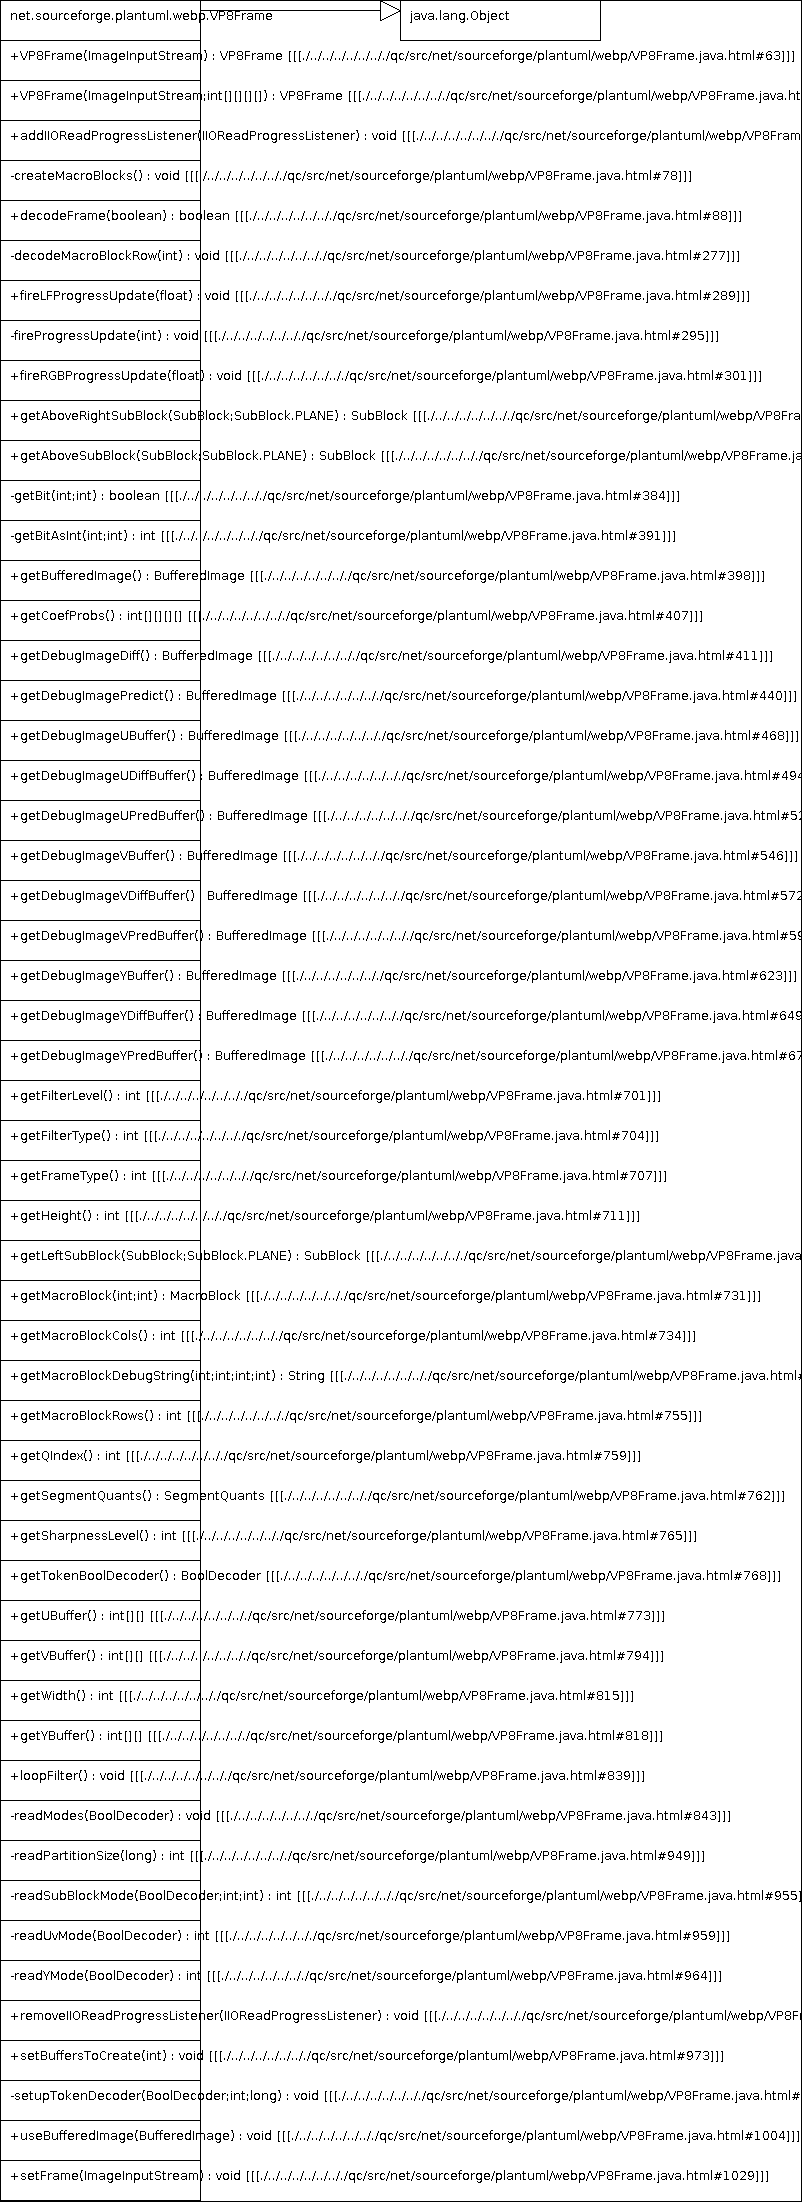 net.sourceforge.plantuml.webp.VP8Frame
java.lang.Object
+VP8Frame(ImageInputStream) : VP8Frame [[[./../../../../../../qc/src/net/sourceforge/plantuml/webp/VP8Frame.java.html#63]]]
+VP8Frame(ImageInputStream;int[][][][]) : VP8Frame [[[./../../../../../../qc/src/net/sourceforge/plantuml/webp/VP8Frame.java.ht
+addIIOReadProgressListener(IIOReadProgressListener) : void [[[./../../../../../../qc/src/net/sourceforge/plantuml/webp/VP8Fram
-createMacroBlocks() : void [[[./../../../../../../qc/src/net/sourceforge/plantuml/webp/VP8Frame.java.html#78]]]
+decodeFrame(boolean) : boolean [[[./../../../../../../qc/src/net/sourceforge/plantuml/webp/VP8Frame.java.html#88]]]
-decodeMacroBlockRow(int) : void [[[./../../../../../../qc/src/net/sourceforge/plantuml/webp/VP8Frame.java.html#277]]]
+fireLFProgressUpdate(float) : void [[[./../../../../../../qc/src/net/sourceforge/plantuml/webp/VP8Frame.java.html#289]]]
-fireProgressUpdate(int) : void [[[./../../../../../../qc/src/net/sourceforge/plantuml/webp/VP8Frame.java.html#295]]]
+fireRGBProgressUpdate(float) : void [[[./../../../../../../qc/src/net/sourceforge/plantuml/webp/VP8Frame.java.html#301]]]
+getAboveRightSubBlock(SubBlock;SubBlock.PLANE) : SubBlock [[[./../../../../../../qc/src/net/sourceforge/plantuml/webp/VP8Fra
+getAboveSubBlock(SubBlock;SubBlock.PLANE) : SubBlock [[[./../../../../../../qc/src/net/sourceforge/plantuml/webp/VP8Frame.ja
-getBit(int;int) : boolean [[[./../../../../../../qc/src/net/sourceforge/plantuml/webp/VP8Frame.java.html#384]]]
-getBitAsInt(int;int) : int [[[./../../../../../../qc/src/net/sourceforge/plantuml/webp/VP8Frame.java.html#391]]]
+getBufferedImage() : BufferedImage [[[./../../../../../../qc/src/net/sourceforge/plantuml/webp/VP8Frame.java.html#398]]]
+getCoefProbs() : int[][][][] [[[./../../../../../../qc/src/net/sourceforge/plantuml/webp/VP8Frame.java.html#407]]]
+getDebugImageDiff() : BufferedImage [[[./../../../../../../qc/src/net/sourceforge/plantuml/webp/VP8Frame.java.html#411]]]
+getDebugImagePredict() : BufferedImage [[[./../../../../../../qc/src/net/sourceforge/plantuml/webp/VP8Frame.java.html#440]]]
+getDebugImageUBuffer() : BufferedImage [[[./../../../../../../qc/src/net/sourceforge/plantuml/webp/VP8Frame.java.html#468]]]
+getDebugImageUDiffBuffer() : BufferedImage [[[./../../../../../../qc/src/net/sourceforge/plantuml/webp/VP8Frame.java.html#494
+getDebugImageUPredBuffer() : BufferedImage [[[./../../../../../../qc/src/net/sourceforge/plantuml/webp/VP8Frame.java.html#52
+getDebugImageVBuffer() : BufferedImage [[[./../../../../../../qc/src/net/sourceforge/plantuml/webp/VP8Frame.java.html#546]]]
+getDebugImageVDiffBuffer() : BufferedImage [[[./../../../../../../qc/src/net/sourceforge/plantuml/webp/VP8Frame.java.html#572
+getDebugImageVPredBuffer() : BufferedImage [[[./../../../../../../qc/src/net/sourceforge/plantuml/webp/VP8Frame.java.html#59
+getDebugImageYBuffer() : BufferedImage [[[./../../../../../../qc/src/net/sourceforge/plantuml/webp/VP8Frame.java.html#623]]]
+getDebugImageYDiffBuffer() : BufferedImage [[[./../../../../../../qc/src/net/sourceforge/plantuml/webp/VP8Frame.java.html#649
+getDebugImageYPredBuffer() : BufferedImage [[[./../../../../../../qc/src/net/sourceforge/plantuml/webp/VP8Frame.java.html#67
+getFilterLevel() : int [[[./../../../../../../qc/src/net/sourceforge/plantuml/webp/VP8Frame.java.html#701]]]
+getFilterType() : int [[[./../../../../../../qc/src/net/sourceforge/plantuml/webp/VP8Frame.java.html#704]]]
+getFrameType() : int [[[./../../../../../../qc/src/net/sourceforge/plantuml/webp/VP8Frame.java.html#707]]]
+getHeight() : int [[[./../../../../../../qc/src/net/sourceforge/plantuml/webp/VP8Frame.java.html#711]]]
+getLeftSubBlock(SubBlock;SubBlock.PLANE) : SubBlock [[[./../../../../../../qc/src/net/sourceforge/plantuml/webp/VP8Frame.java
+getMacroBlock(int;int) : MacroBlock [[[./../../../../../../qc/src/net/sourceforge/plantuml/webp/VP8Frame.java.html#731]]]
+getMacroBlockCols() : int [[[./../../../../../../qc/src/net/sourceforge/plantuml/webp/VP8Frame.java.html#734]]]
+getMacroBlockDebugString(int;int;int;int) : String [[[./../../../../../../qc/src/net/sourceforge/plantuml/webp/VP8Frame.java.html#
+getMacroBlockRows() : int [[[./../../../../../../qc/src/net/sourceforge/plantuml/webp/VP8Frame.java.html#755]]]
+getQIndex() : int [[[./../../../../../../qc/src/net/sourceforge/plantuml/webp/VP8Frame.java.html#759]]]
+getSegmentQuants() : SegmentQuants [[[./../../../../../../qc/src/net/sourceforge/plantuml/webp/VP8Frame.java.html#762]]]
+getSharpnessLevel() : int [[[./../../../../../../qc/src/net/sourceforge/plantuml/webp/VP8Frame.java.html#765]]]
+getTokenBoolDecoder() : BoolDecoder [[[./../../../../../../qc/src/net/sourceforge/plantuml/webp/VP8Frame.java.html#768]]]
+getUBuffer() : int[][] [[[./../../../../../../qc/src/net/sourceforge/plantuml/webp/VP8Frame.java.html#773]]]
+getVBuffer() : int[][] [[[./../../../../../../qc/src/net/sourceforge/plantuml/webp/VP8Frame.java.html#794]]]
+getWidth() : int [[[./../../../../../../qc/src/net/sourceforge/plantuml/webp/VP8Frame.java.html#815]]]
+getYBuffer() : int[][] [[[./../../../../../../qc/src/net/sourceforge/plantuml/webp/VP8Frame.java.html#818]]]
+loopFilter() : void [[[./../../../../../../qc/src/net/sourceforge/plantuml/webp/VP8Frame.java.html#839]]]
-readModes(BoolDecoder) : void [[[./../../../../../../qc/src/net/sourceforge/plantuml/webp/VP8Frame.java.html#843]]]
-readPartitionSize(long) : int [[[./../../../../../../qc/src/net/sourceforge/plantuml/webp/VP8Frame.java.html#949]]]
-readSubBlockMode(BoolDecoder;int;int) : int [[[./../../../../../../qc/src/net/sourceforge/plantuml/webp/VP8Frame.java.html#955]
-readUvMode(BoolDecoder) : int [[[./../../../../../../qc/src/net/sourceforge/plantuml/webp/VP8Frame.java.html#959]]]
-readYMode(BoolDecoder) : int [[[./../../../../../../qc/src/net/sourceforge/plantuml/webp/VP8Frame.java.html#964]]]
+removeIIOReadProgressListener(IIOReadProgressListener) : void [[[./../../../../../../qc/src/net/sourceforge/plantuml/webp/VP8Fr
+setBuffersToCreate(int) : void [[[./../../../../../../qc/src/net/sourceforge/plantuml/webp/VP8Frame.java.html#973]]]
-setupTokenDecoder(BoolDecoder;int;long) : void [[[./../../../../../../qc/src/net/sourceforge/plantuml/webp/VP8Frame.java.html#
+useBufferedImage(BufferedImage) : void [[[./../../../../../../qc/src/net/sourceforge/plantuml/webp/VP8Frame.java.html#1004]]]
+setFrame(ImageInputStream) : void [[[./../../../../../../qc/src/net/sourceforge/plantuml/webp/VP8Frame.java.html#1029]]]